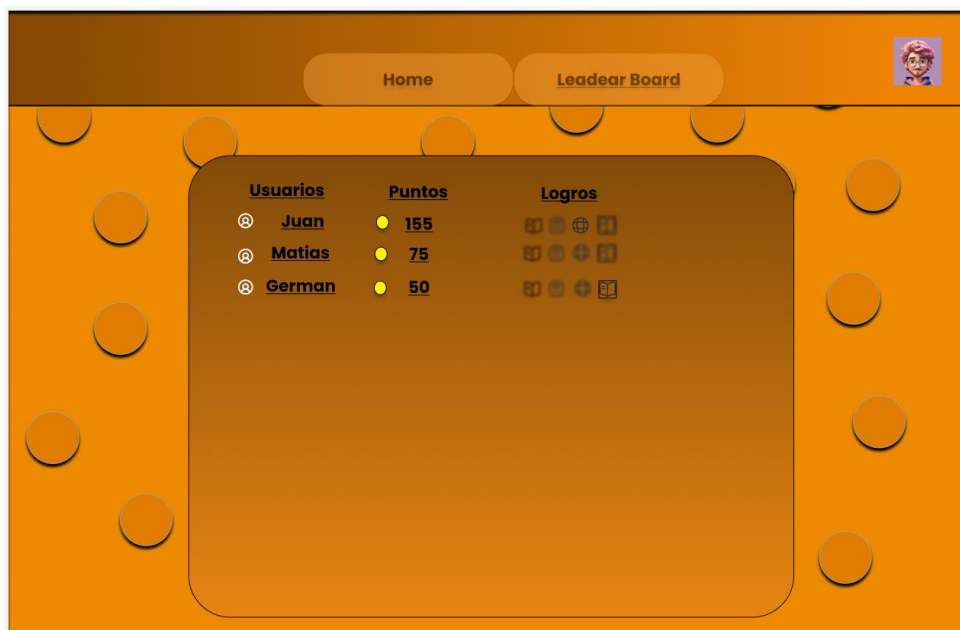 Home Leadear Board
Usuarios Puntos Logros
Juan 155
Matias 75
German 50